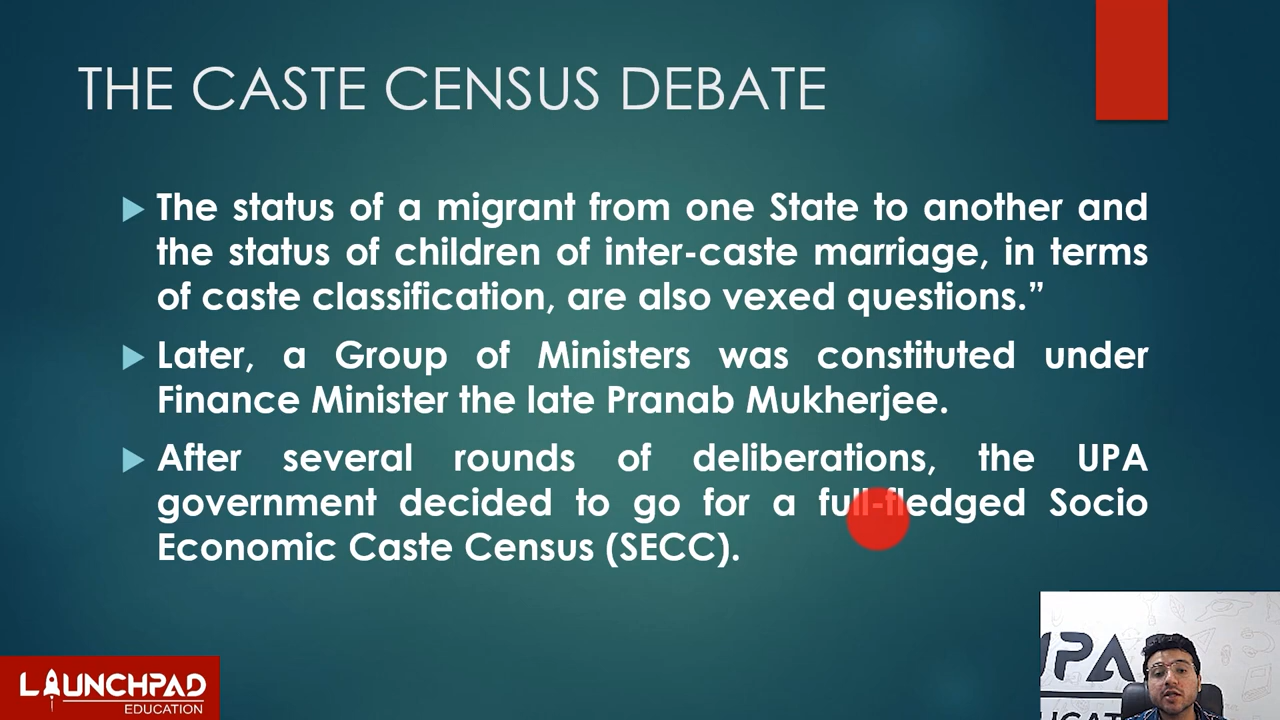 THE CASTE CENSUS DEBATE
The status of a migrant from one State to another and
the status of children of inter-caste marriage, in terms
of caste classification, are also vexed questions.”
Later, a Group of Ministers was constituted under
Finance Minister the late Pranab Mukherjee.
After several rounds of deliberations, the UPA
government decided to go for a full-fledged Socio
Economic Caste Census (SECC).
LAUNCHPAD
EDUCATION